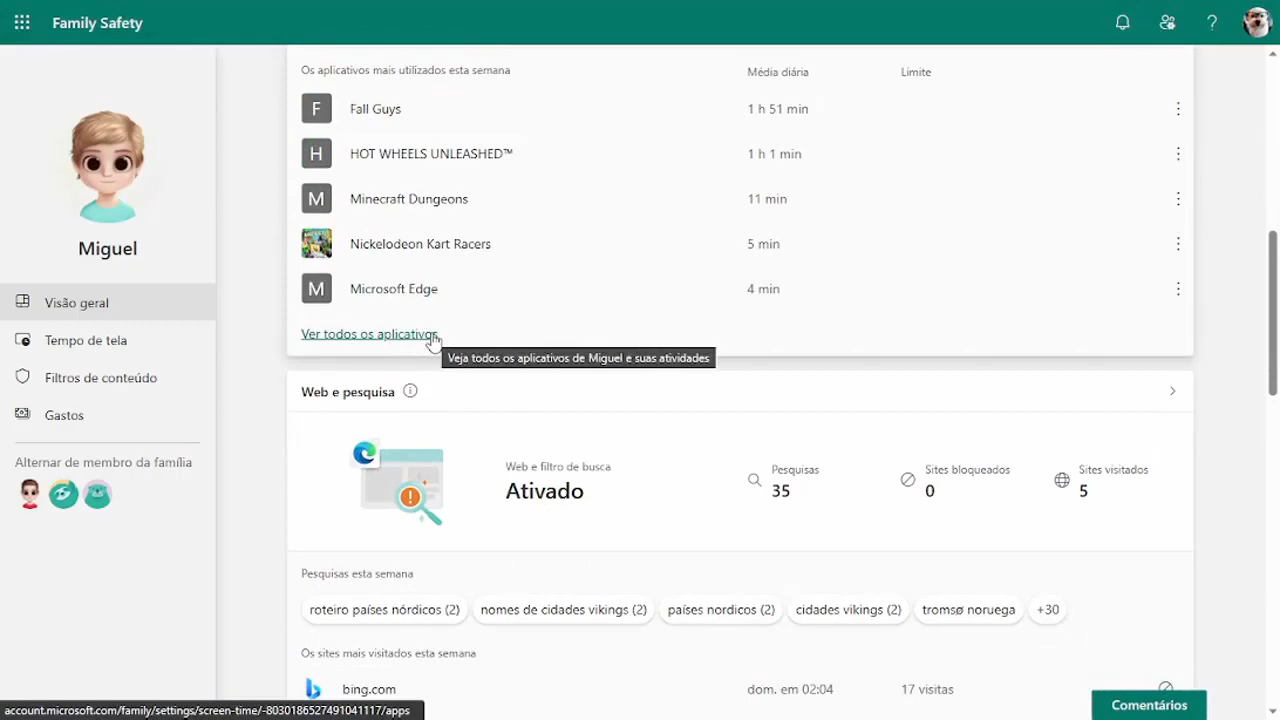 Family Safety
Miguel
Visão geral
Tempo de tela
Filtros de conteúdo
Gastos
Alternar de membro da família
Os aplicativos mais utilizados esta semana Média diária Limite
F Fall Guys 1 h 51 min
H HOT WHEELS UNLEASHED™ 1 h 1 min
M Minecraft Dungeons 11 min
Nickelodeon Kart Racers 5 min
M Microsoft Edge 4 min
Ver todos os aplicativos
Veja todos os aplicativos de Miguel e suas atividades
Web e pesquisa
Web e filtro de busca
Ativado
Pesquisas
35
Sites bloqueados
0
Sites visitados
5
Pesquisas esta semana
roteiro países nórdicos (2) nomes de cidades vikings (2) países nordicos (2) cidades vikings (2) tromsø noruega +30
Os sites mais visitados esta semana
bing.com dom. em 02:04 17 visitas
Comentários
account.microsoft.com/family/settings/screen-time/-8030186527491041117/apps